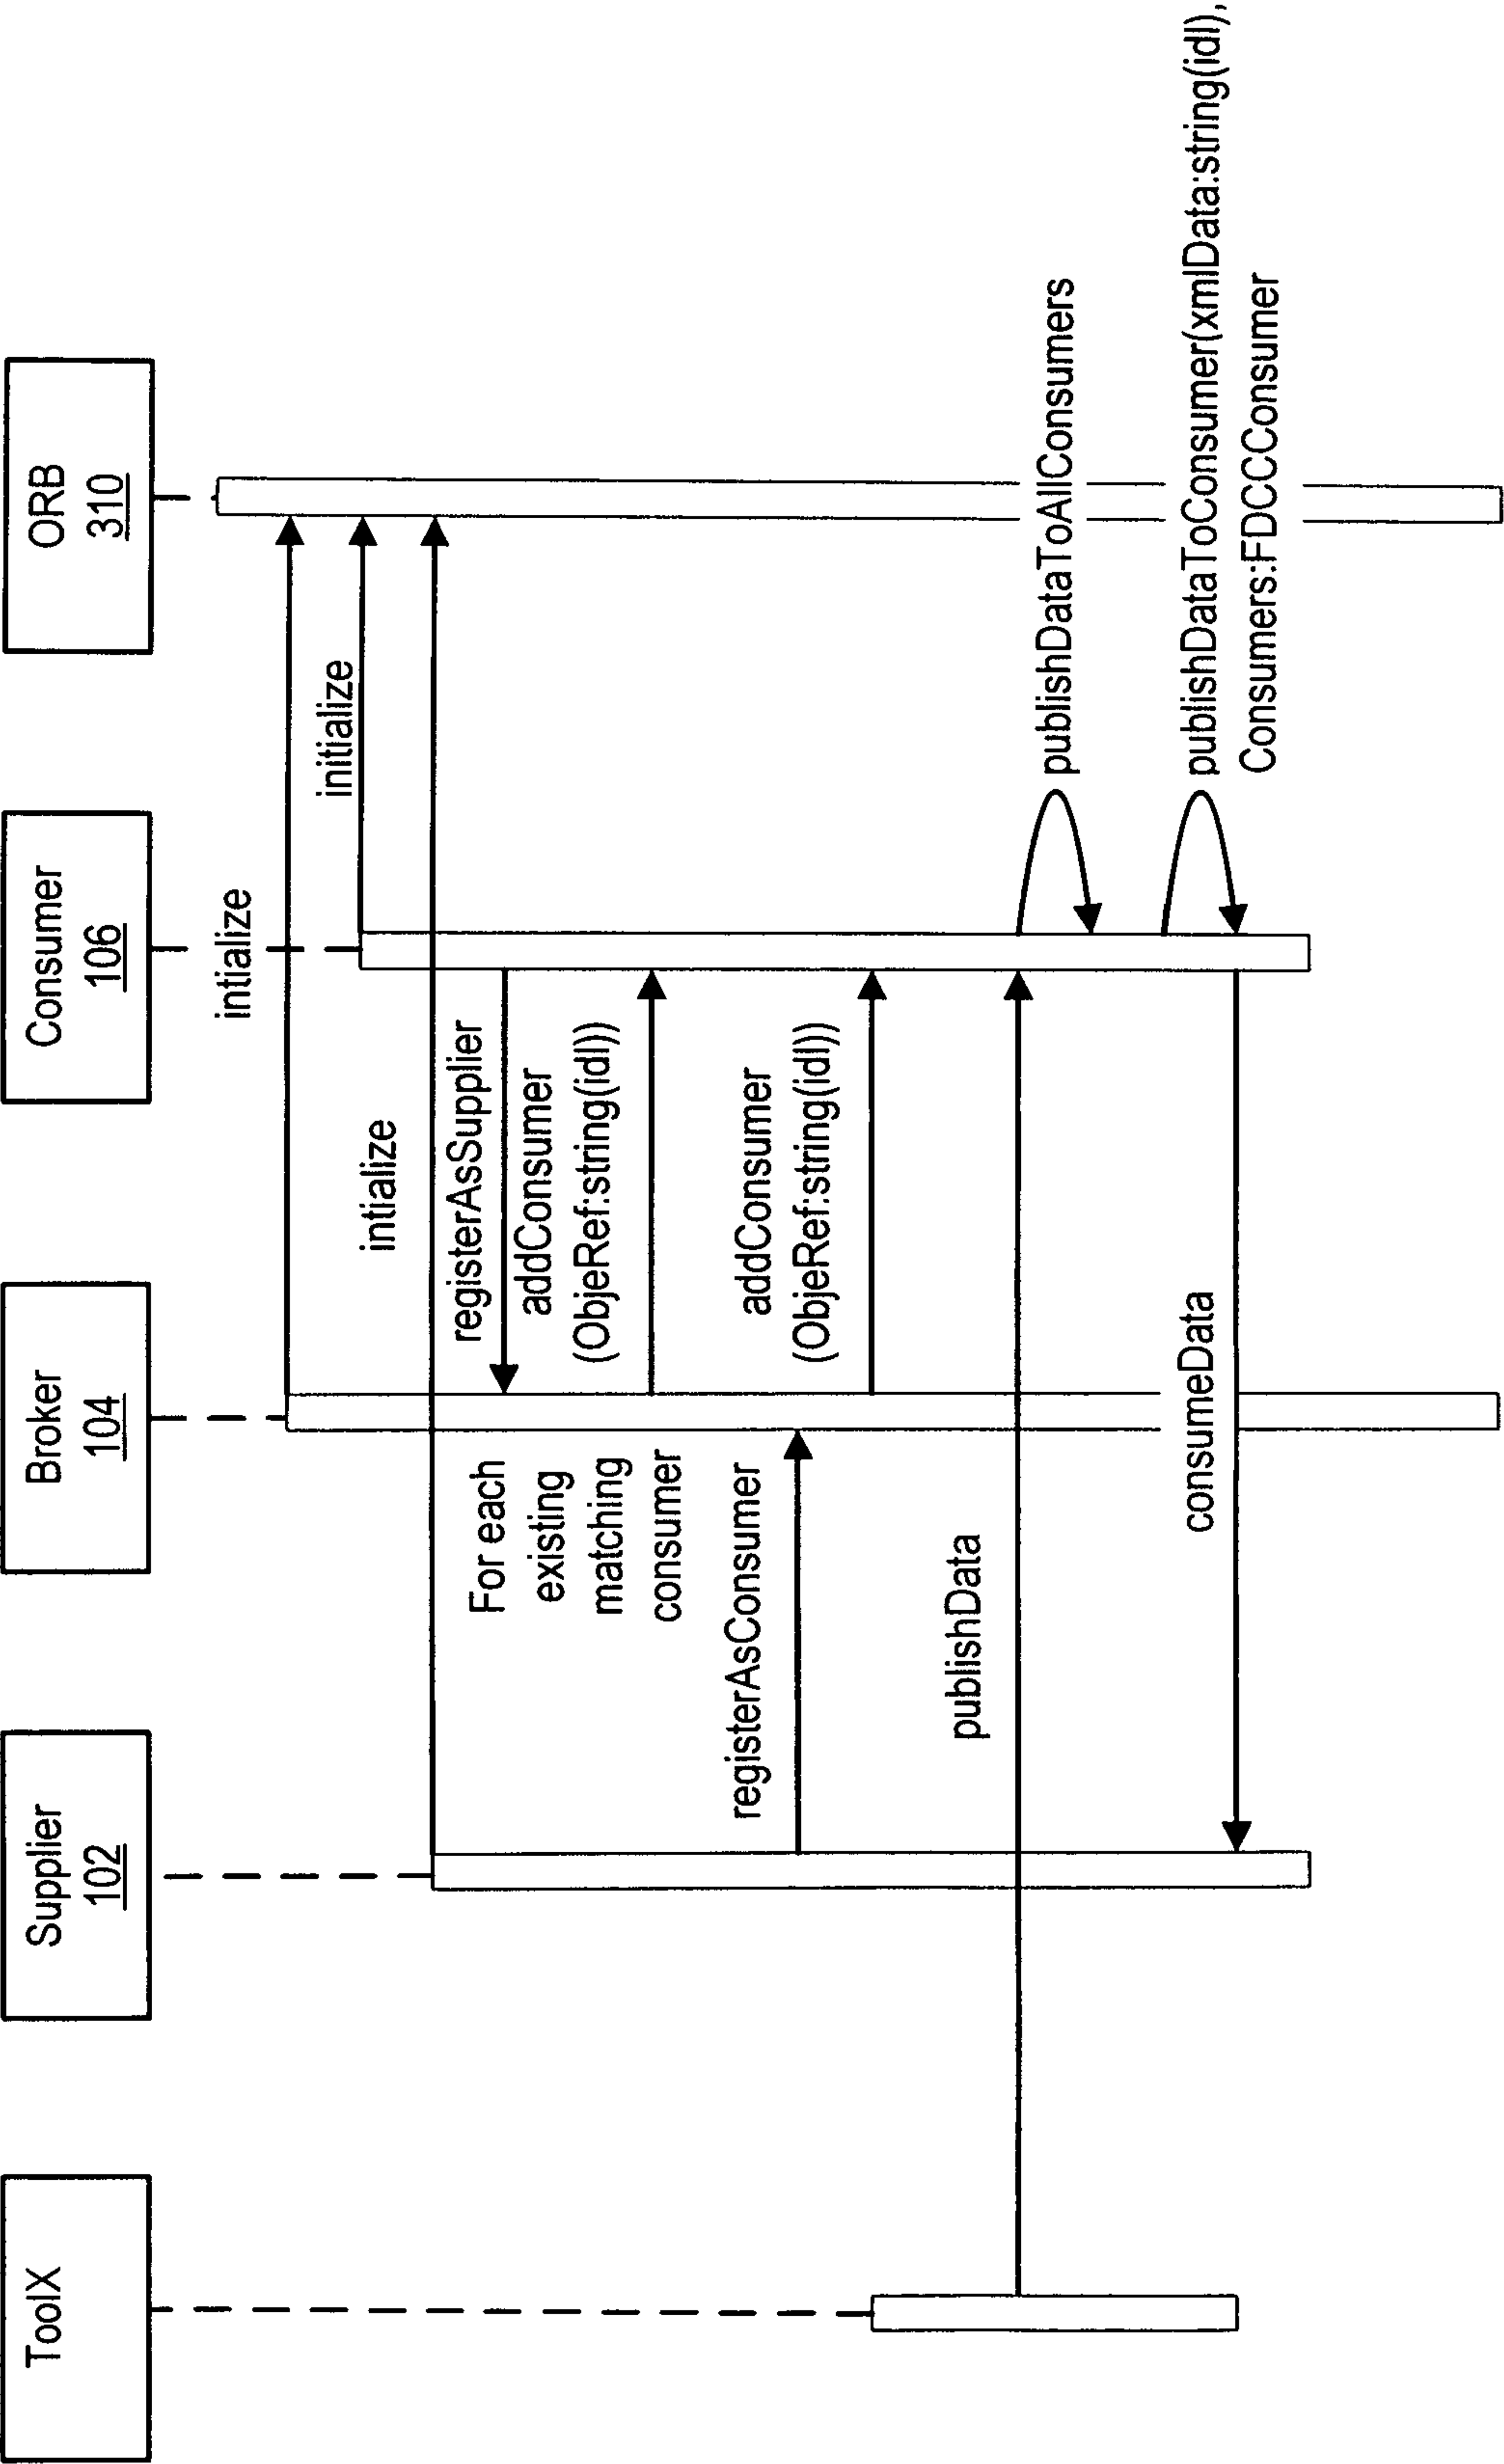 ToolX
Supplier
102
Broker
104
Consumer
106
ORB
310
intialize
initialize
intialize
registerAsSupplier
addConsumer
(ObjeRef:string(idl))
For each
existing
matching
consumer
registerAsConsumer
addConsumer
(ObjeRef:string(idl))
publishData
publishDataToAllConsumers
publishDataToConsumer(xmlData:string(idl),
Consumers:FDCCConsumer
consumeData